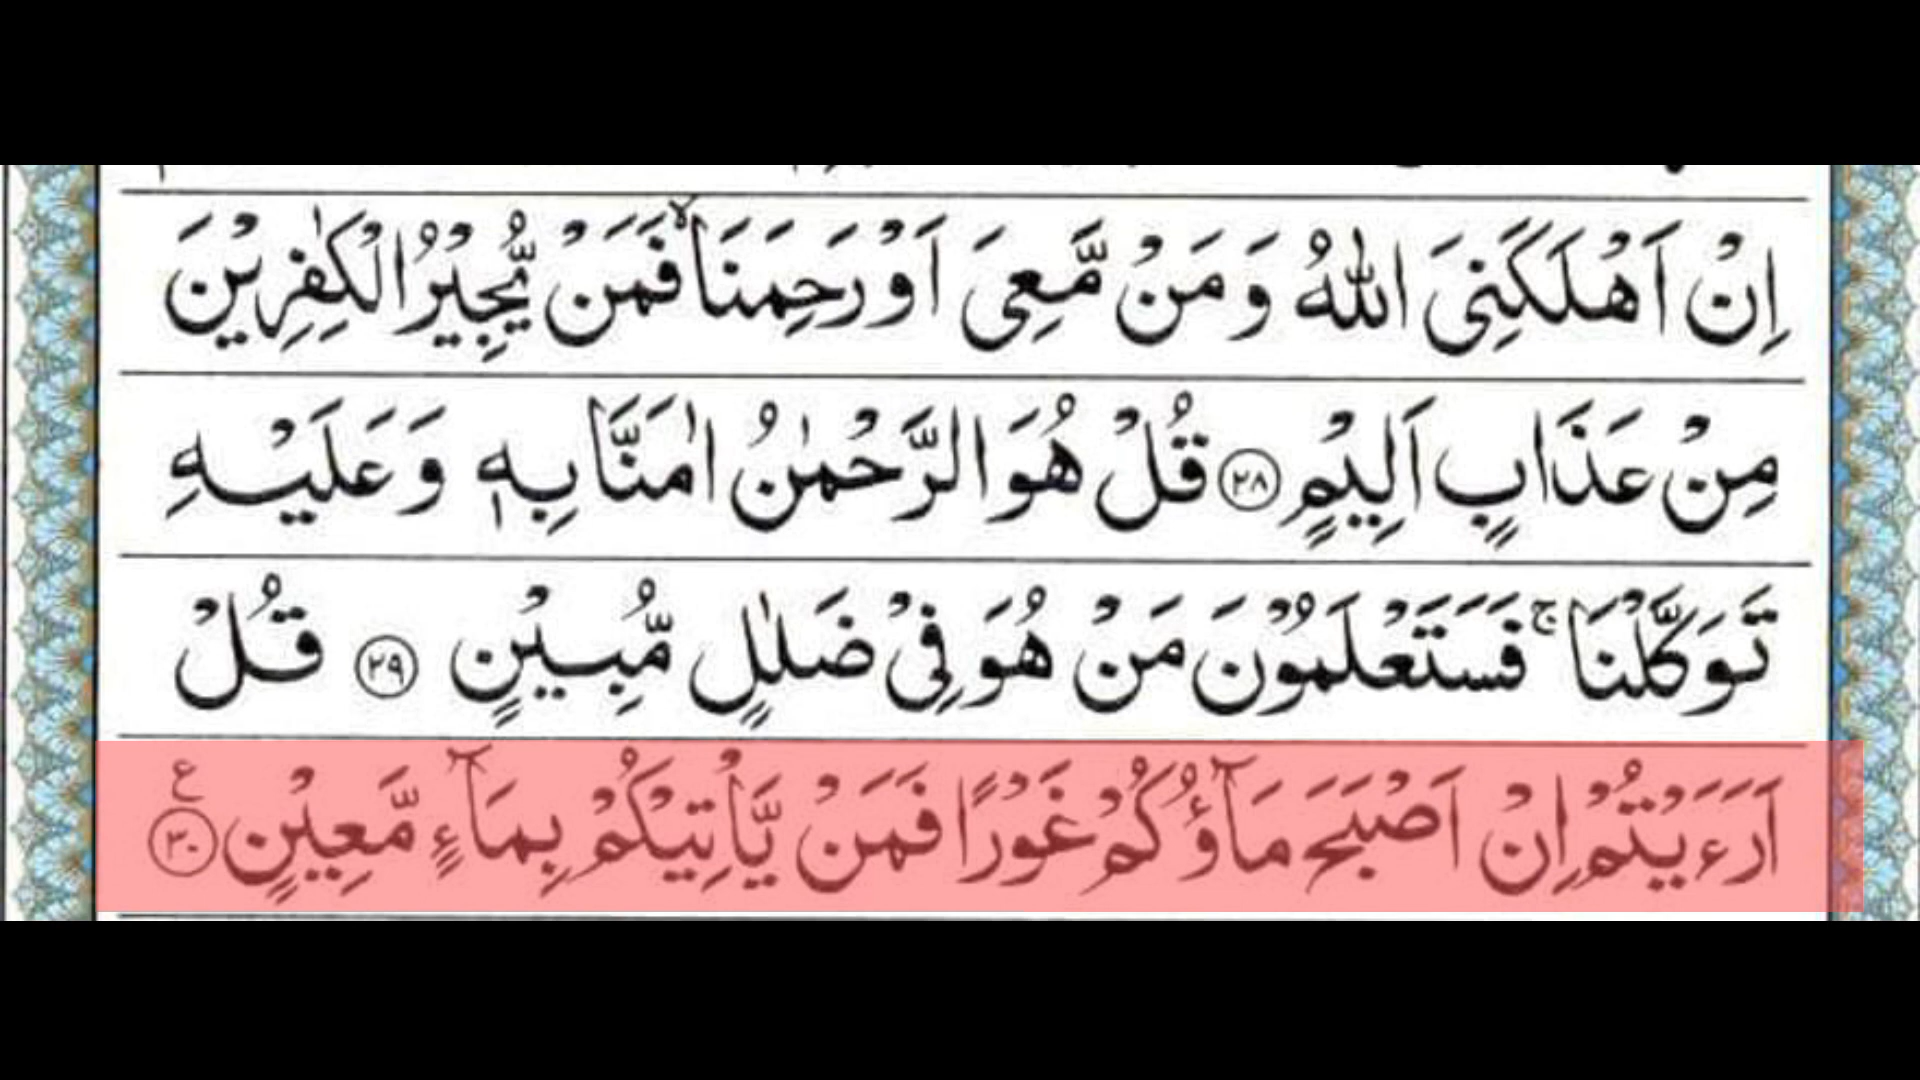 اِنْ اَهْلَكَنِیَ اللّٰهُ وَمَنْ مَّعِیَ اَوْ رَحِمَنَا ۙ فَمَنْ یُّجِیْرُ الْكٰفِرِیْنَ
مِنْ عَذَابٍ اَلِیْمٍ ﴿۲۸﴾ قُلْ هُوَ الرَّحْمٰنُ اٰمَنَّا بِهٖ وَعَلَیْهِ
تَوَكَّلْنَا ۚ فَسَتَعْلَمُوْنَ مَنْ هُوَ فِیْ ضَلٰلٍ مُّبِیْنٍ ﴿۲۹﴾ قُلْ
اَرَءَیْتُمْ اِنْ اَصْبَحَ مَآؤُكُمْ غَوْرًا فَمَنْ یَّاْتِیْكُمْ بِمَآءٍ مَّعِیْنٍ ﴿۳۰﴾ ع